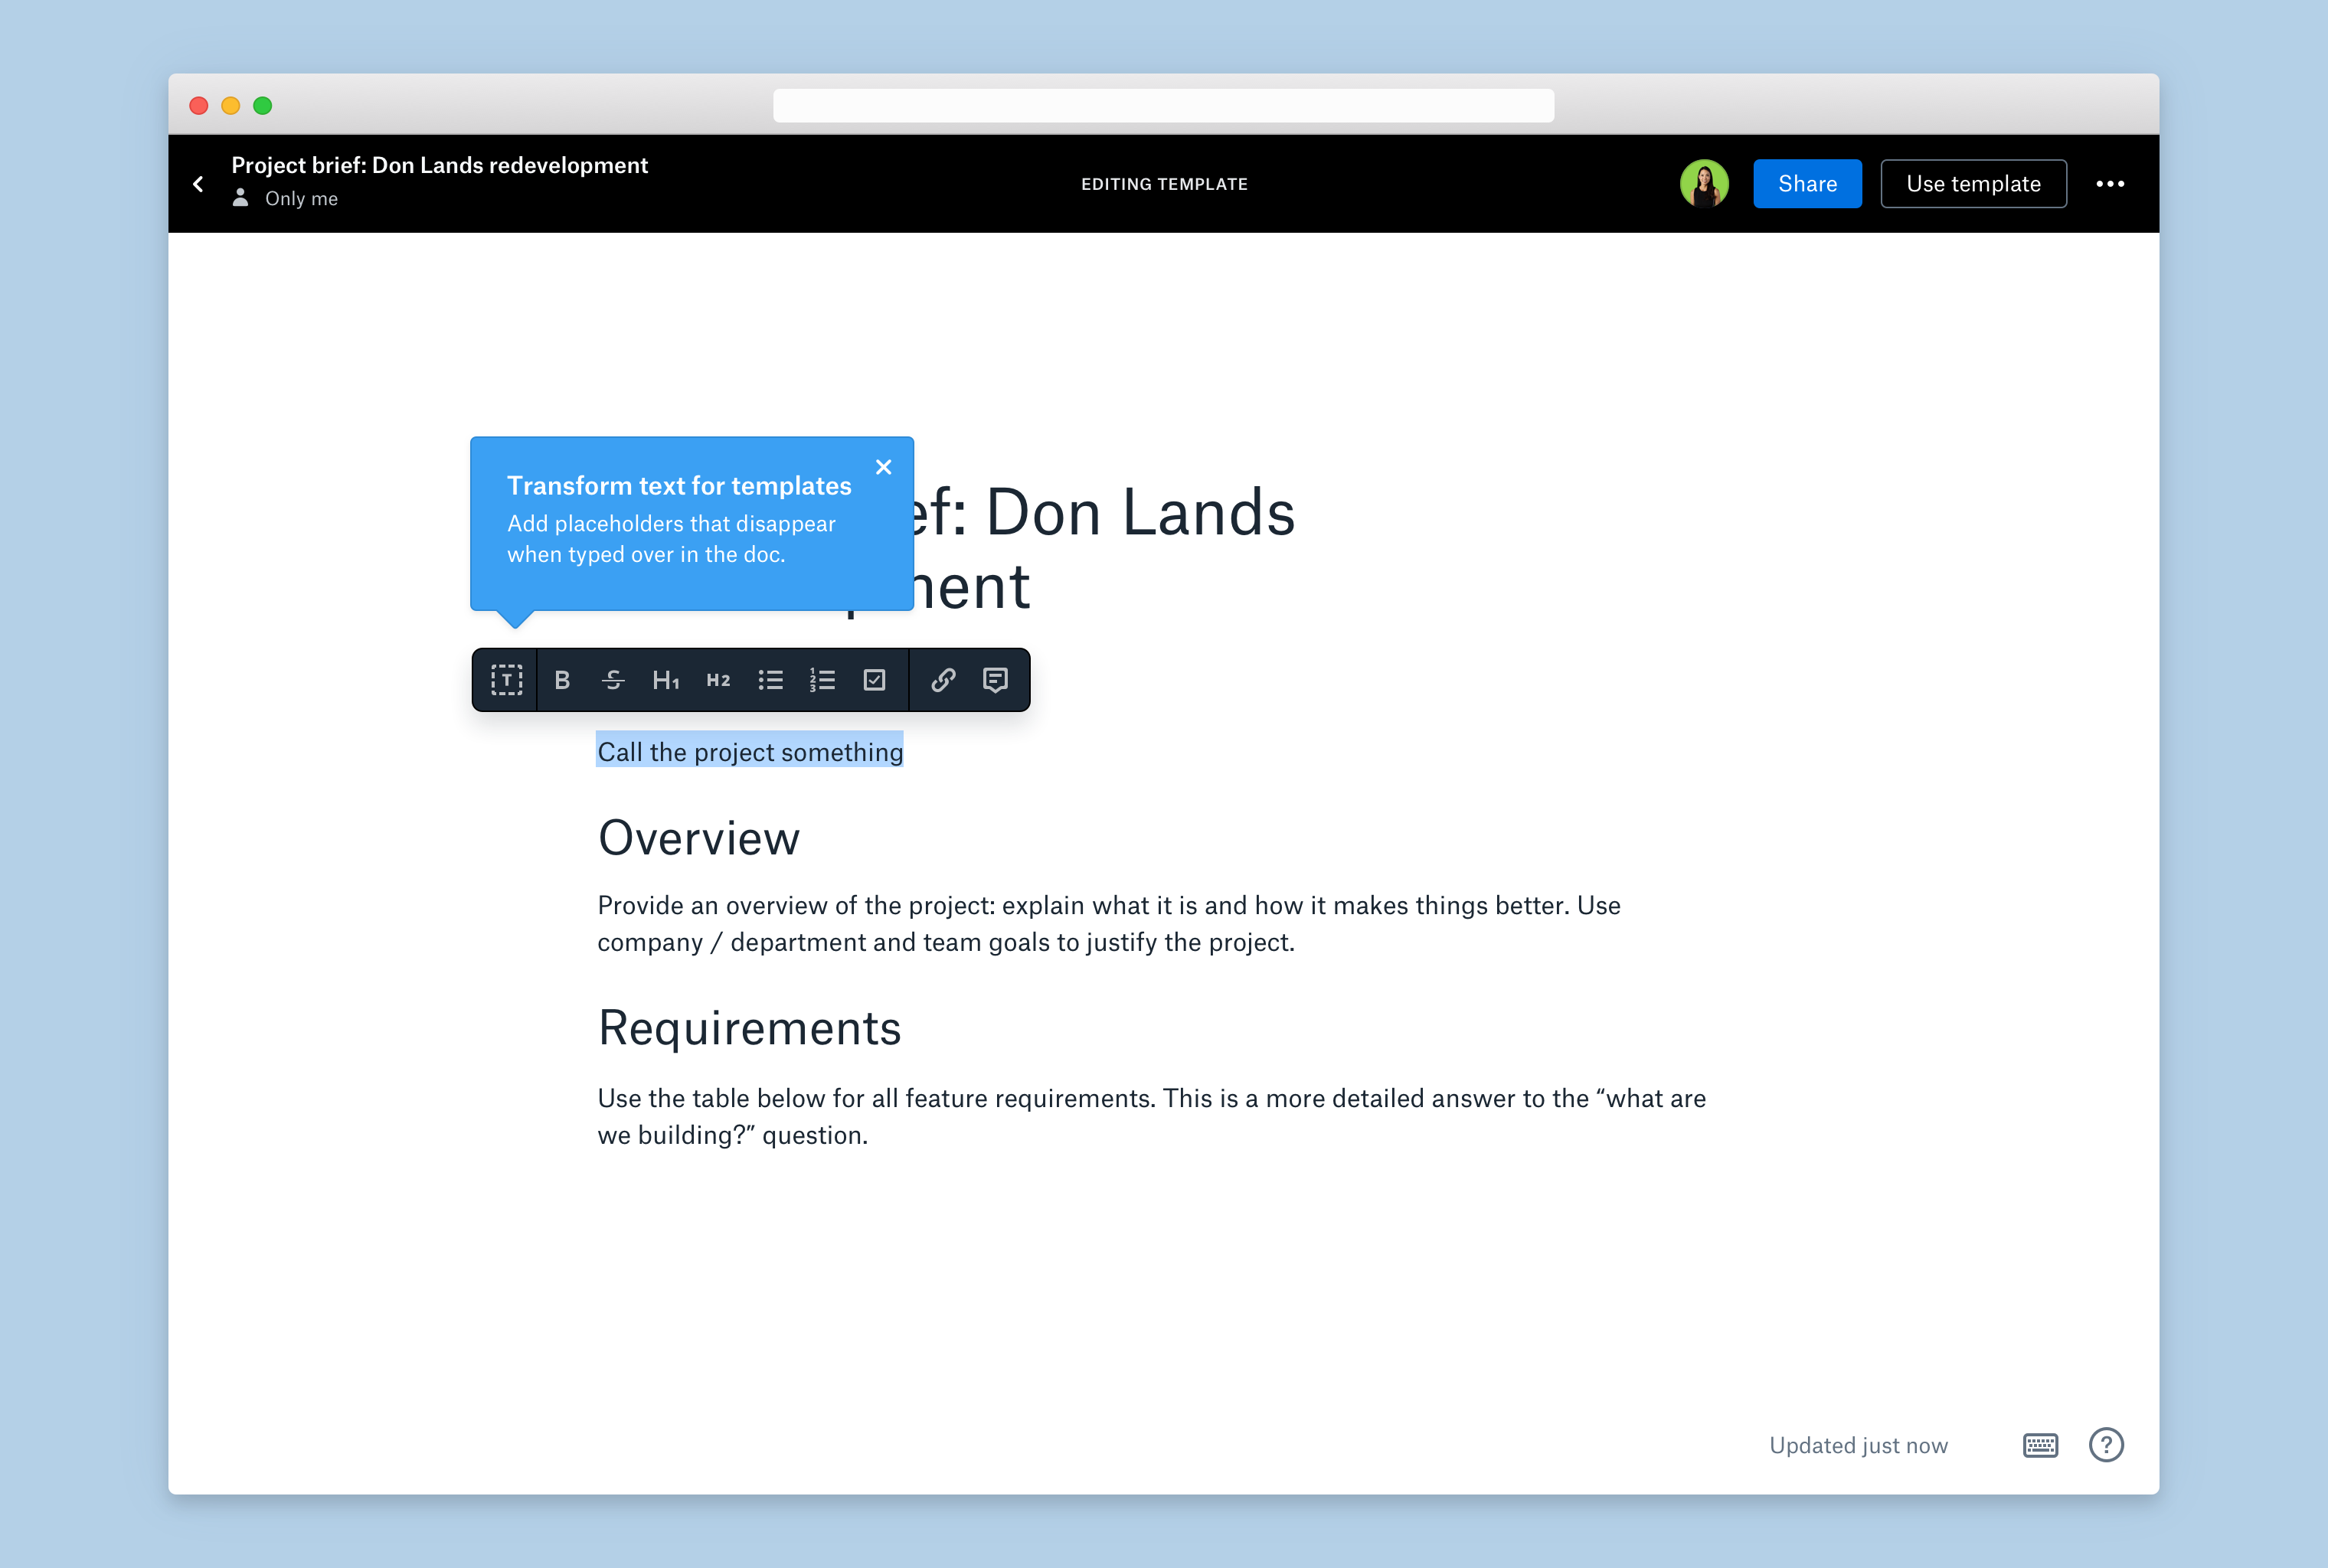 Project brief: Don Lands redevelopment
Only me
EDITING TEMPLATE
Share
Use template
Transform text for templates
Add placeholders that disappear
when typed over in the doc.
Don Lands
T B S H1 H2
1
2
3
Call the project something
Overview
Provide an overview of the project: explain what it is and how it makes things better. Use
company / department and team goals to justify the project.
Requirements
Use the table below for all feature requirements. This is a more detailed answer to the “what are
we building?” question.
Updated just now
?